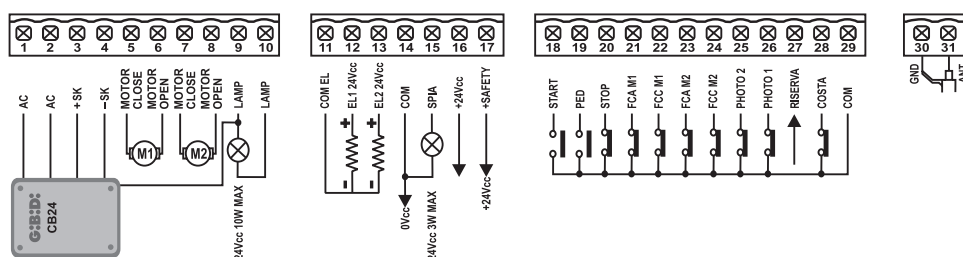 1 2 3 4 5 6 7 8 9 10
11 12 13 14 15 16 17
18 19 20 21 22 23 24 25 26 27 28 29
30 31
AC
AC
+SK
–SK
MOTOR CLOSE
MOTOR OPEN
MOTOR CLOSE
MOTOR OPEN
LAMP
LAMP
M1
M2
GiBiDi
CB24
24Vcc 10W MAX
COM EL
EL1 24Vcc
EL2 24Vcc
COM
SPIA
+24Vcc
+SAFETY
+
+
-
-
0Vcc
24Vcc 3W MAX
+24Vcc
START
PED
STOP
FCA M1
FCC M1
FCA M2
FCC M2
PHOTO 2
PHOTO 1
RISERVA
COSTA
COM
GND
ANT